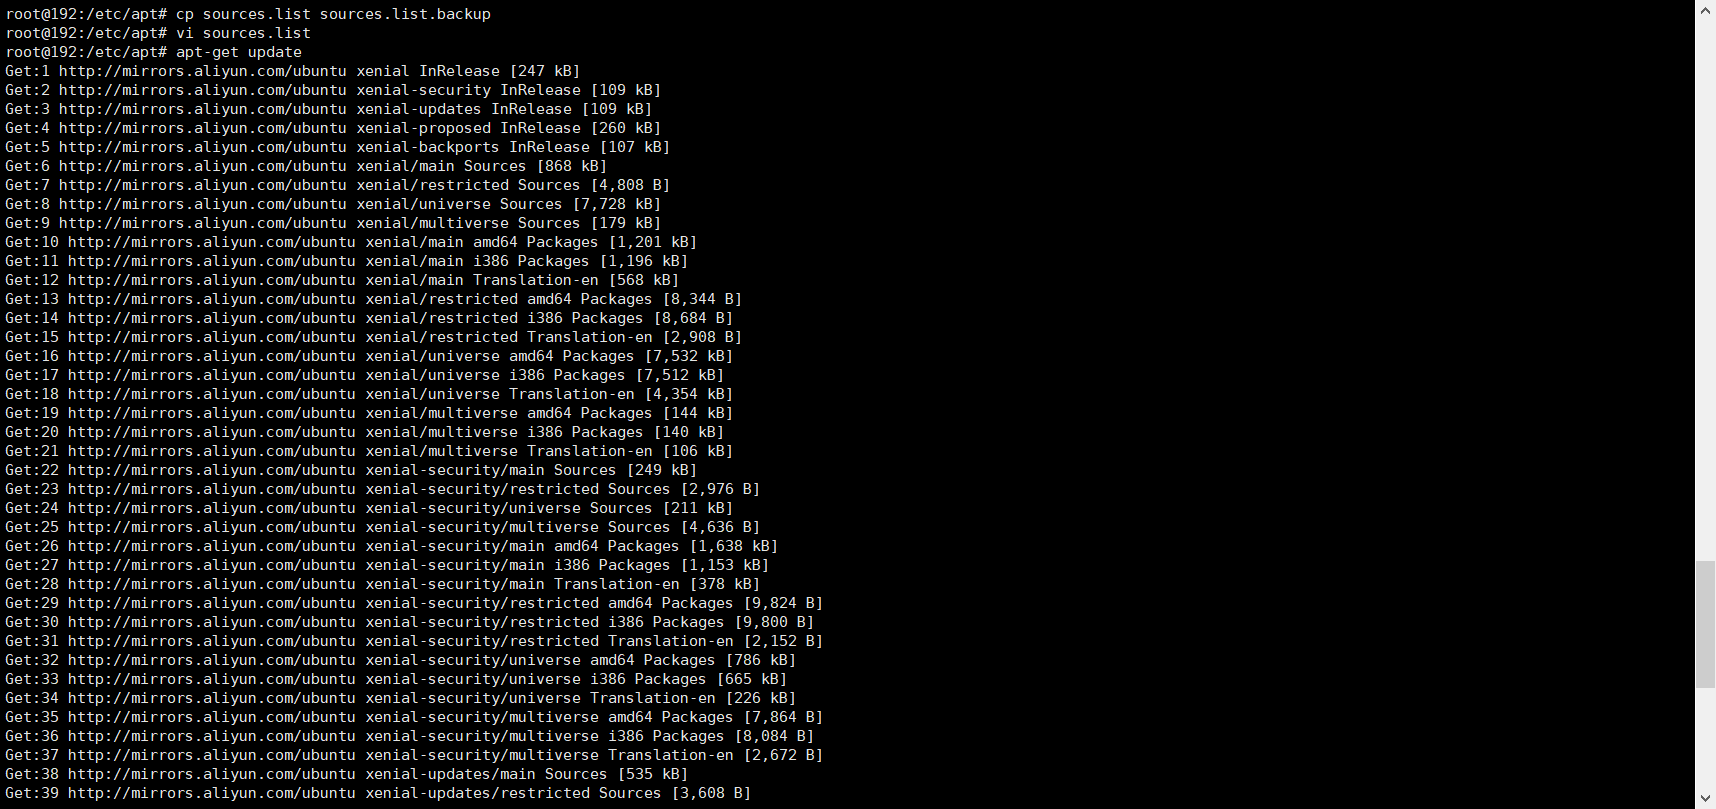 root@192:/etc/apt# cp sources.list sources.list.backup
root@192:/etc/apt# vi sources.list
root@192:/etc/apt# apt-get update
Get:1 http://mirrors.aliyun.com/ubuntu xenial InRelease [247 kB]
Get:2 http://mirrors.aliyun.com/ubuntu xenial-security InRelease [109 kB]
Get:3 http://mirrors.aliyun.com/ubuntu xenial-updates InRelease [109 kB]
Get:4 http://mirrors.aliyun.com/ubuntu xenial-proposed InRelease [260 kB]
Get:5 http://mirrors.aliyun.com/ubuntu xenial-backports InRelease [107 kB]
Get:6 http://mirrors.aliyun.com/ubuntu xenial/main Sources [868 kB]
Get:7 http://mirrors.aliyun.com/ubuntu xenial/restricted Sources [4,808 B]
Get:8 http://mirrors.aliyun.com/ubuntu xenial/universe Sources [7,728 kB]
Get:9 http://mirrors.aliyun.com/ubuntu xenial/multiverse Sources [179 kB]
Get:10 http://mirrors.aliyun.com/ubuntu xenial/main amd64 Packages [1,201 kB]
Get:11 http://mirrors.aliyun.com/ubuntu xenial/main i386 Packages [1,196 kB]
Get:12 http://mirrors.aliyun.com/ubuntu xenial/main Translation-en [568 kB]
Get:13 http://mirrors.aliyun.com/ubuntu xenial/restricted amd64 Packages [8,344 B]
Get:14 http://mirrors.aliyun.com/ubuntu xenial/restricted i386 Packages [8,684 B]
Get:15 http://mirrors.aliyun.com/ubuntu xenial/restricted Translation-en [2,908 B]
Get:16 http://mirrors.aliyun.com/ubuntu xenial/universe amd64 Packages [7,532 kB]
Get:17 http://mirrors.aliyun.com/ubuntu xenial/universe i386 Packages [7,512 kB]
Get:18 http://mirrors.aliyun.com/ubuntu xenial/universe Translation-en [4,354 kB]
Get:19 http://mirrors.aliyun.com/ubuntu xenial/multiverse amd64 Packages [144 kB]
Get:20 http://mirrors.aliyun.com/ubuntu xenial/multiverse i386 Packages [140 kB]
Get:21 http://mirrors.aliyun.com/ubuntu xenial/multiverse Translation-en [106 kB]
Get:22 http://mirrors.aliyun.com/ubuntu xenial-security/main Sources [249 kB]
Get:23 http://mirrors.aliyun.com/ubuntu xenial-security/restricted Sources [2,976 B]
Get:24 http://mirrors.aliyun.com/ubuntu xenial-security/universe Sources [211 kB]
Get:25 http://mirrors.aliyun.com/ubuntu xenial-security/multiverse Sources [4,636 B]
Get:26 http://mirrors.aliyun.com/ubuntu xenial-security/main amd64 Packages [1,638 kB]
Get:27 http://mirrors.aliyun.com/ubuntu xenial-security/main i386 Packages [1,153 kB]
Get:28 http://mirrors.aliyun.com/ubuntu xenial-security/main Translation-en [378 kB]
Get:29 http://mirrors.aliyun.com/ubuntu xenial-security/restricted amd64 Packages [9,824 B]
Get:30 http://mirrors.aliyun.com/ubuntu xenial-security/restricted i386 Packages [9,800 B]
Get:31 http://mirrors.aliyun.com/ubuntu xenial-security/restricted Translation-en [2,152 B]
Get:32 http://mirrors.aliyun.com/ubuntu xenial-security/universe amd64 Packages [786 kB]
Get:33 http://mirrors.aliyun.com/ubuntu xenial-security/universe i386 Packages [665 kB]
Get:34 http://mirrors.aliyun.com/ubuntu xenial-security/universe Translation-en [226 kB]
Get:35 http://mirrors.aliyun.com/ubuntu xenial-security/multiverse amd64 Packages [7,864 B]
Get:36 http://mirrors.aliyun.com/ubuntu xenial-security/multiverse i386 Packages [8,084 B]
Get:37 http://mirrors.aliyun.com/ubuntu xenial-security/multiverse Translation-en [2,672 B]
Get:38 http://mirrors.aliyun.com/ubuntu xenial-updates/main Sources [535 kB]
Get:39 http://mirrors.aliyun.com/ubuntu xenial-updates/restricted Sources [3,608 B]